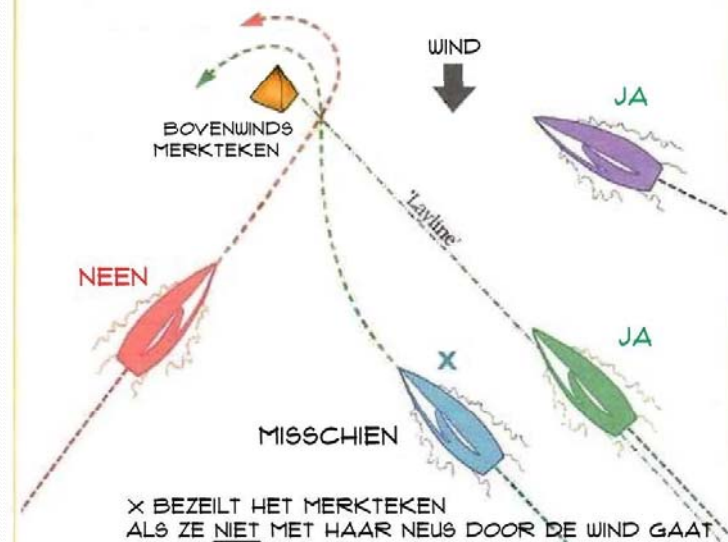 WIND
JA
BOVENWINDS
MERKTEKEN
'Layline'
NEEN
JA
X
MISSCHIEN
X BEZEILT HET MERKTEKEN
ALS ZE NIET MET HAAR NEUS DOOR DE WIND GAAT